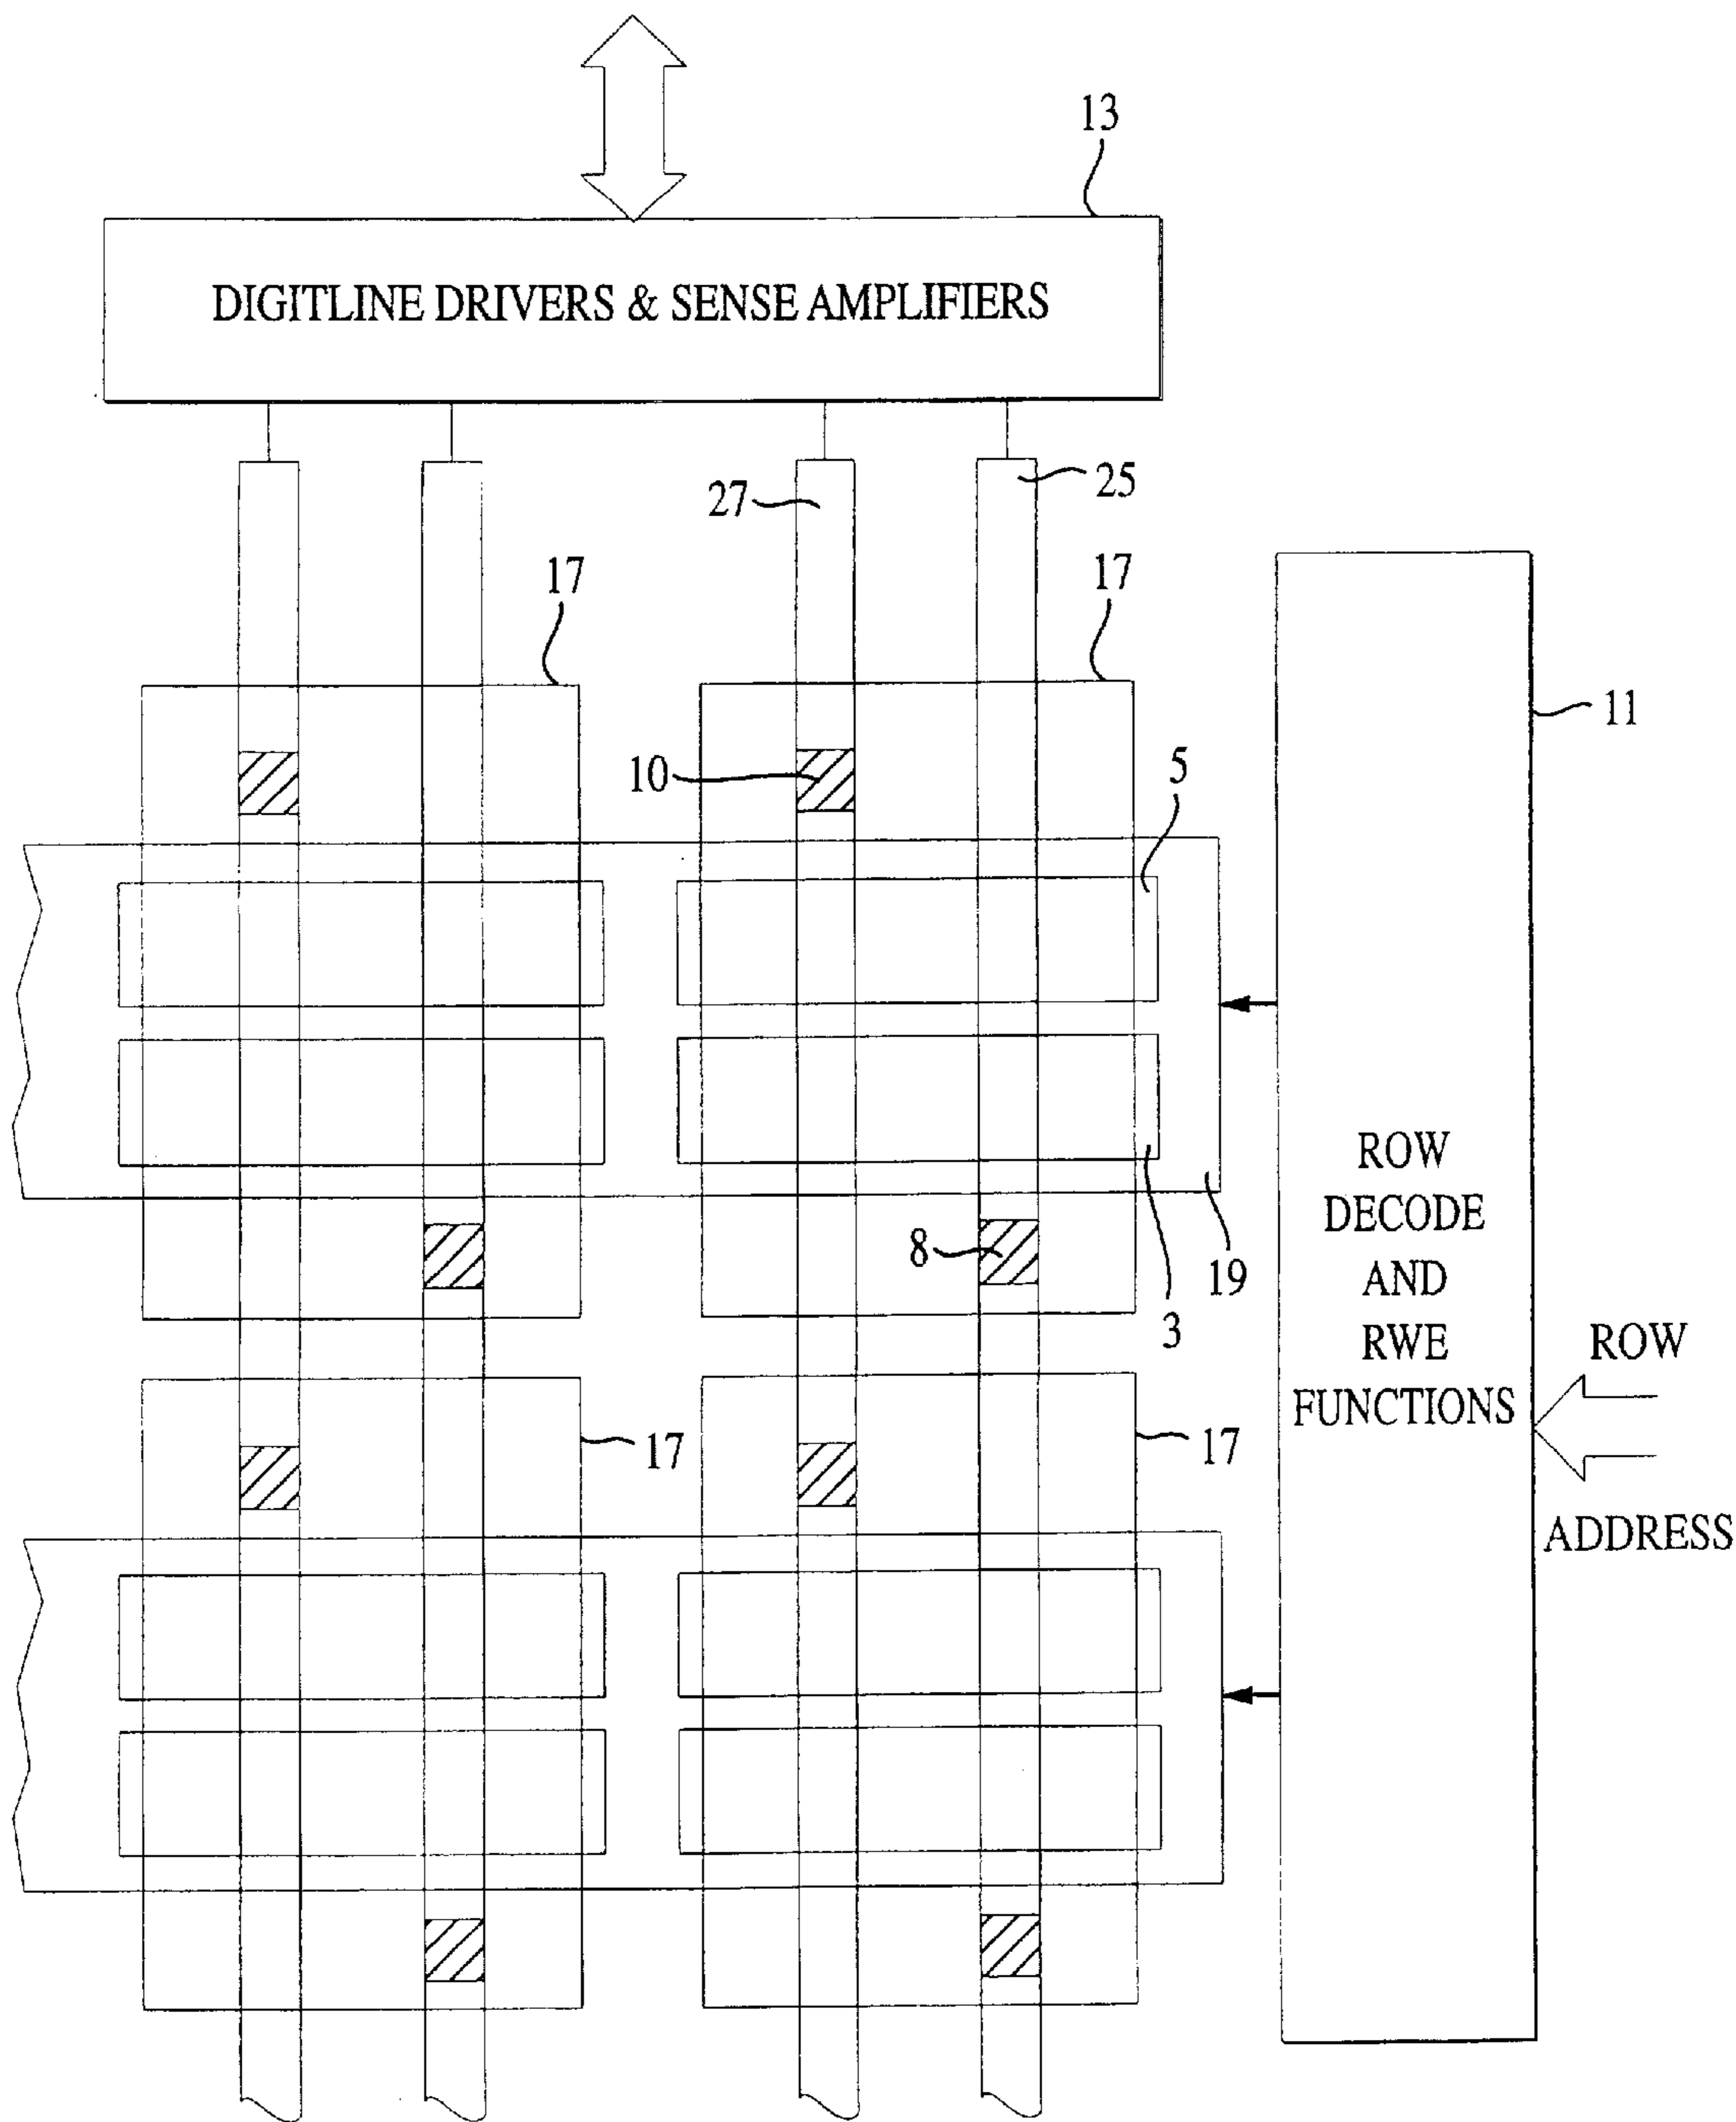 13
DIGITLINE DRIVERS & SENSE AMPLIFIERS
27
25
17
17
11
10
5
ROW
DECODE
AND
RWE
FUNCTIONS
8
19
3
ROW
ADDRESS
17
17